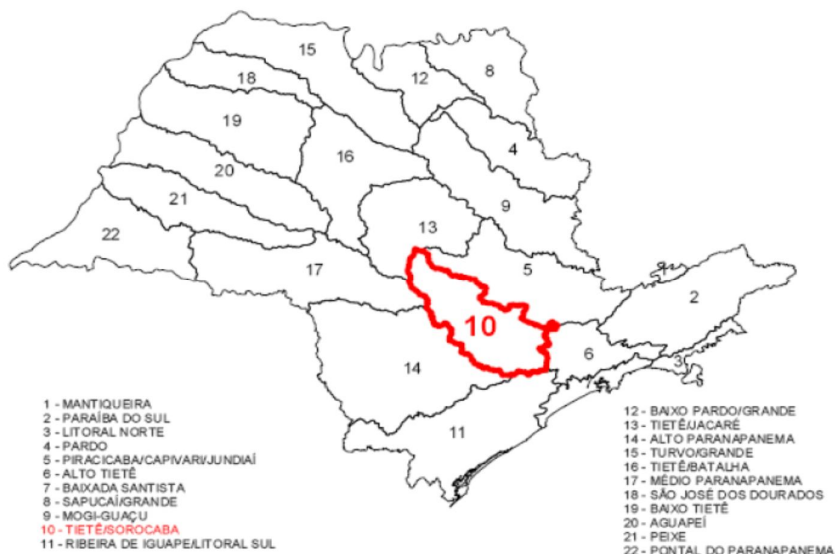 15
12
8
18
19
4
16
20
9
21
13
22
17
5
1
2
10
6
3
14
11
1 - MANTIQUEIRA
2 - PARAÍBA DO SUL
3 - LITORAL NORTE
4 - PARDO
5 - PIRACICABA/CAPIVARI/JUNDIAÍ
6 - ALTO TIETÊ
7 - BAIXADA SANTISTA
8 - SAPUCAÍ/GRANDE
9 - MOGI-GUAÇU
10 - TIETÊ/SOROCABA
11 - RIBEIRA DE IGUAPE/LITORAL SUL
12 - BAIXO PARDO/GRANDE
13 - TIETÊ/JACARÉ
14 - ALTO PARANAPANEMA
15 - TURVO/GRANDE
16 - TIETÊ/BATALHA
17 - MÉDIO PARANAPANEMA
18 - SÃO JOSÉ DOS DOURADOS
19 - BAIXO TIETÊ
20 - AGUAPEÍ
21 - PEIXE
22 - PONTAL DO PARANAPANEMA